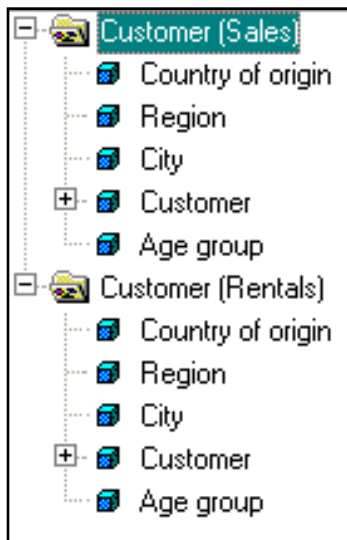 Customer (Sales)
Country of origin
Region
City
Customer
Age group
Customer (Rentals)
Country of origin
Region
City
Customer
Age group